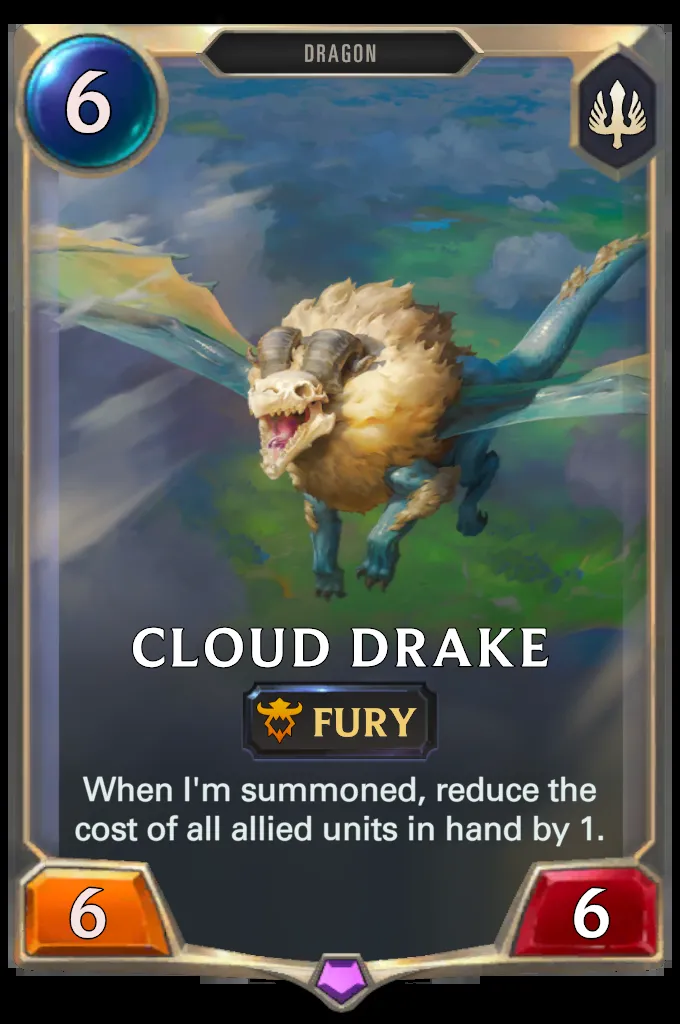 DRAGON
6
CLOUD DRAKE
FURY
When I'm summoned, reduce the
cost of all allied units in hand by 1.
6
6